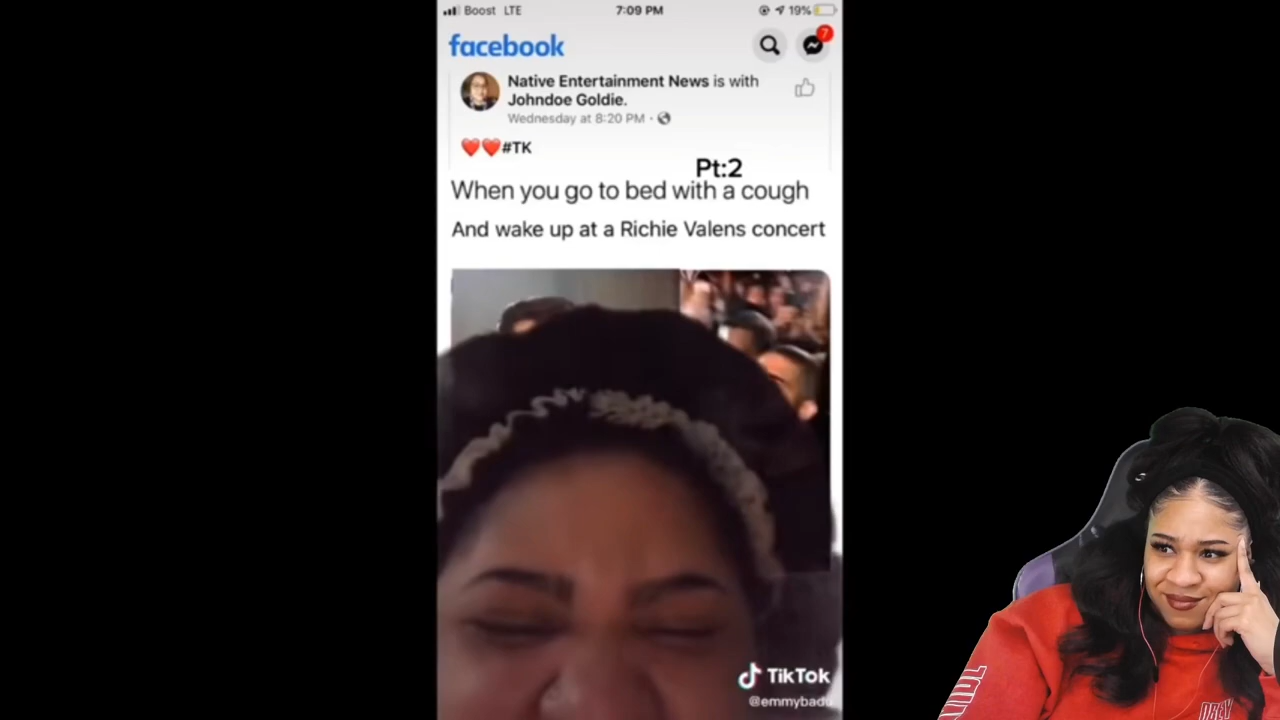 Boost LTE
7:09 PM
19%
facebook
7
Native Entertainment News is with
Johndoe Goldie.
Wednesday at 8:20 PM ·
#TK
Pt:2
When you go to bed with a cough
And wake up at a Richie Valens concert
TikTok
@emmybadu
DREW